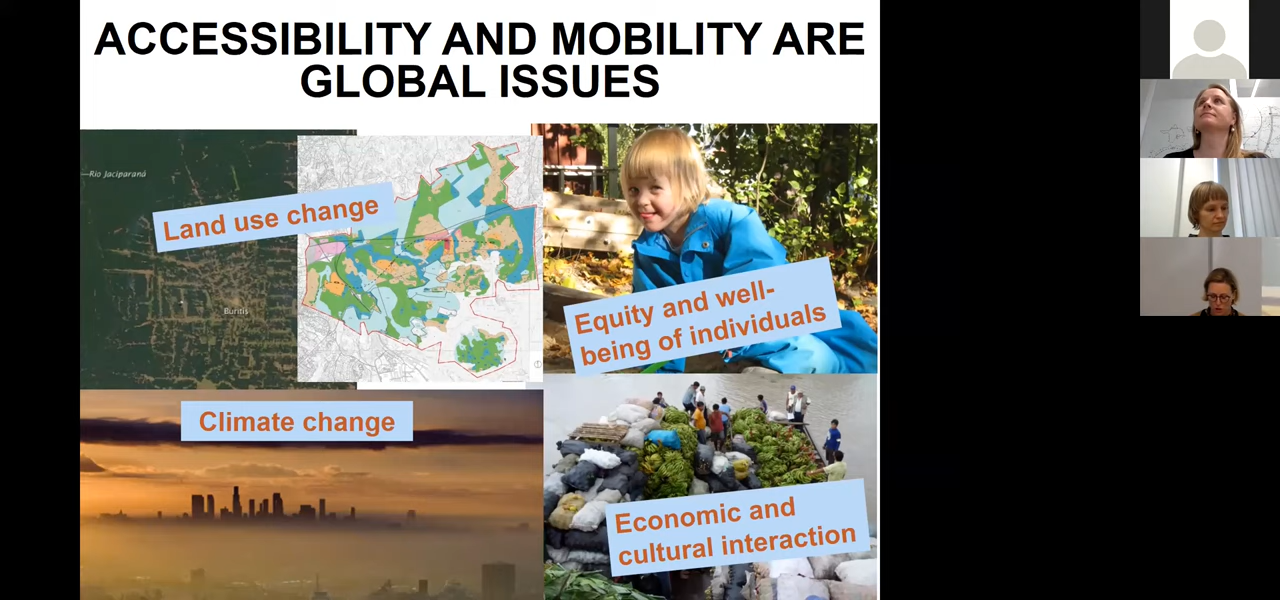 ACCESSIBILITY AND MOBILITY ARE
GLOBAL ISSUES
Rio Jaciparaná
Land use change
Buritis
Equity and well-
being of individuals
Climate change
Economic and
cultural interaction